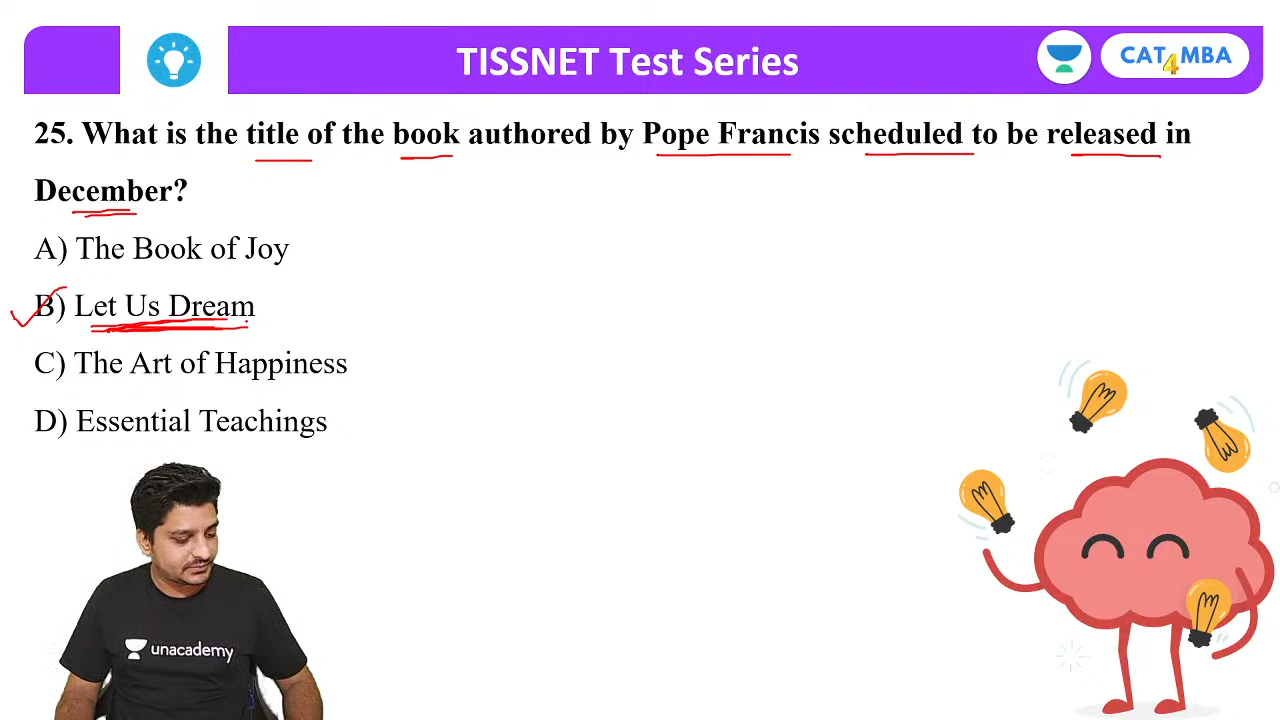 TISSNET Test Series
CAT4MBA
25. What is the title of the book authored by Pope Francis scheduled to be released in
December?
A) The Book of Joy
B) Let Us Dream
C) The Art of Happiness
D) Essential Teachings
unacademy